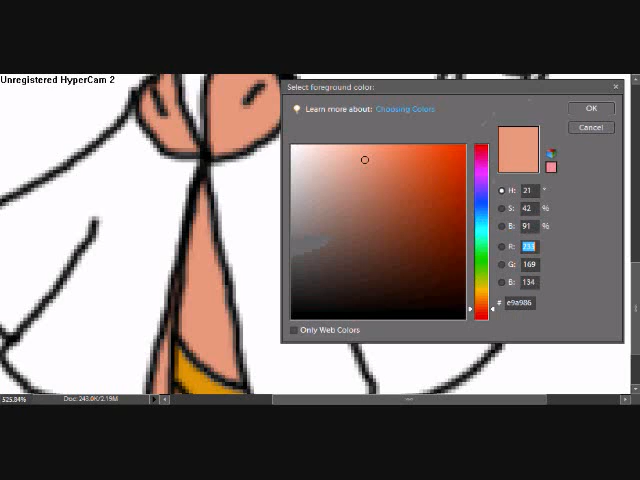 Unregistered HyperCam 2
Select foreground color:
Learn more about: Choosing Colors
OK
Cancel
H: 21 °
S: 42 %
B: 91 %
R: 233
G: 169
B: 134
# e9a986
Only Web Colors
525.84% Doc: 243.0K/2.19M